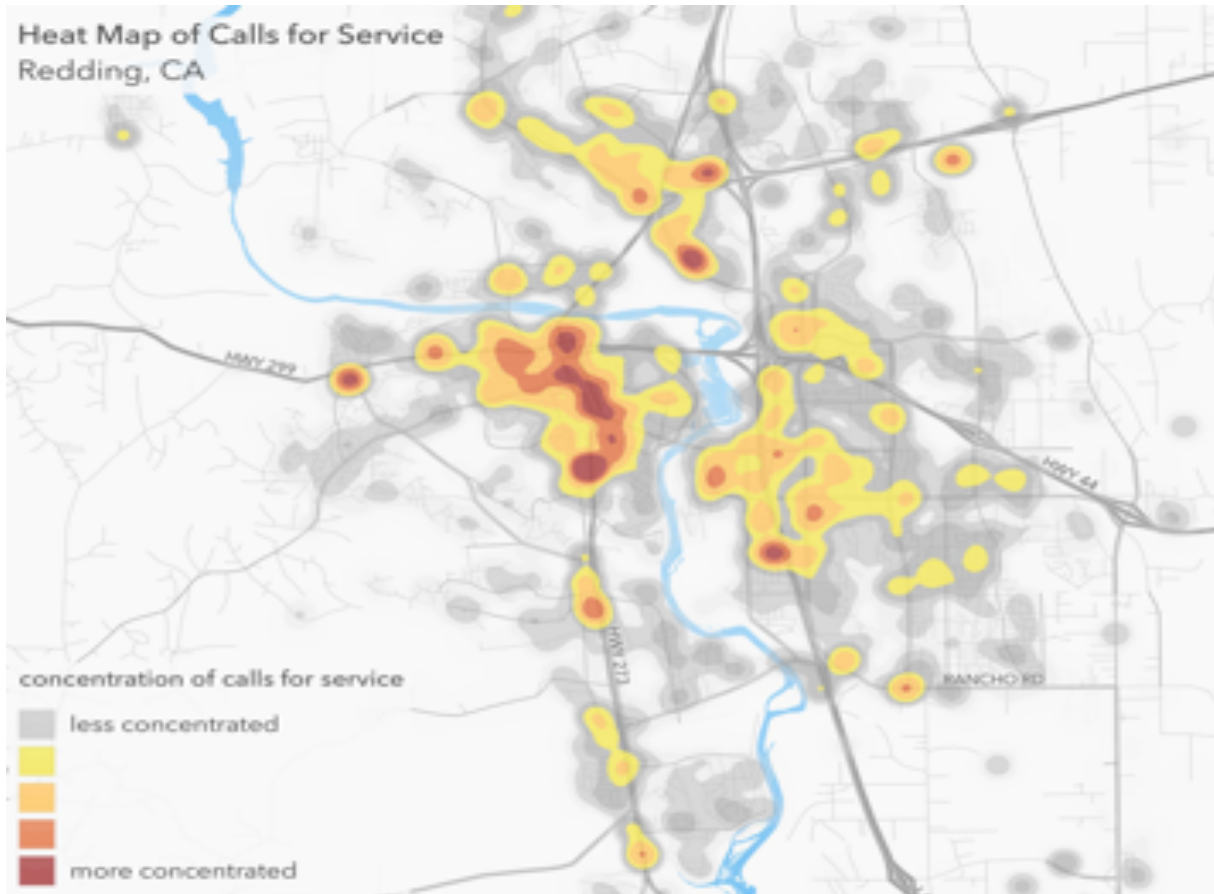 Heat Map of Calls for Service
Redding, CA
HWY 299
HWY 44
HWY 273
RANCHO RD
concentration of calls for service
less concentrated
more concentrated